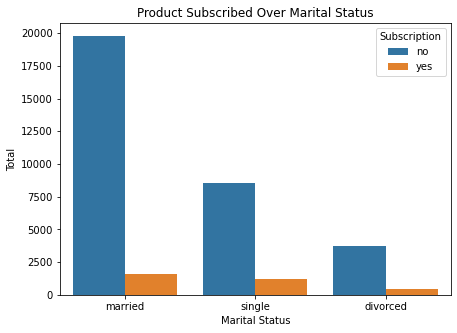 Product Subscribed Over Marital Status
Subscription
no
yes
20000
17500
15000
12500
10000
7500
5000
2500
0
Total
married single divorced
Marital Status